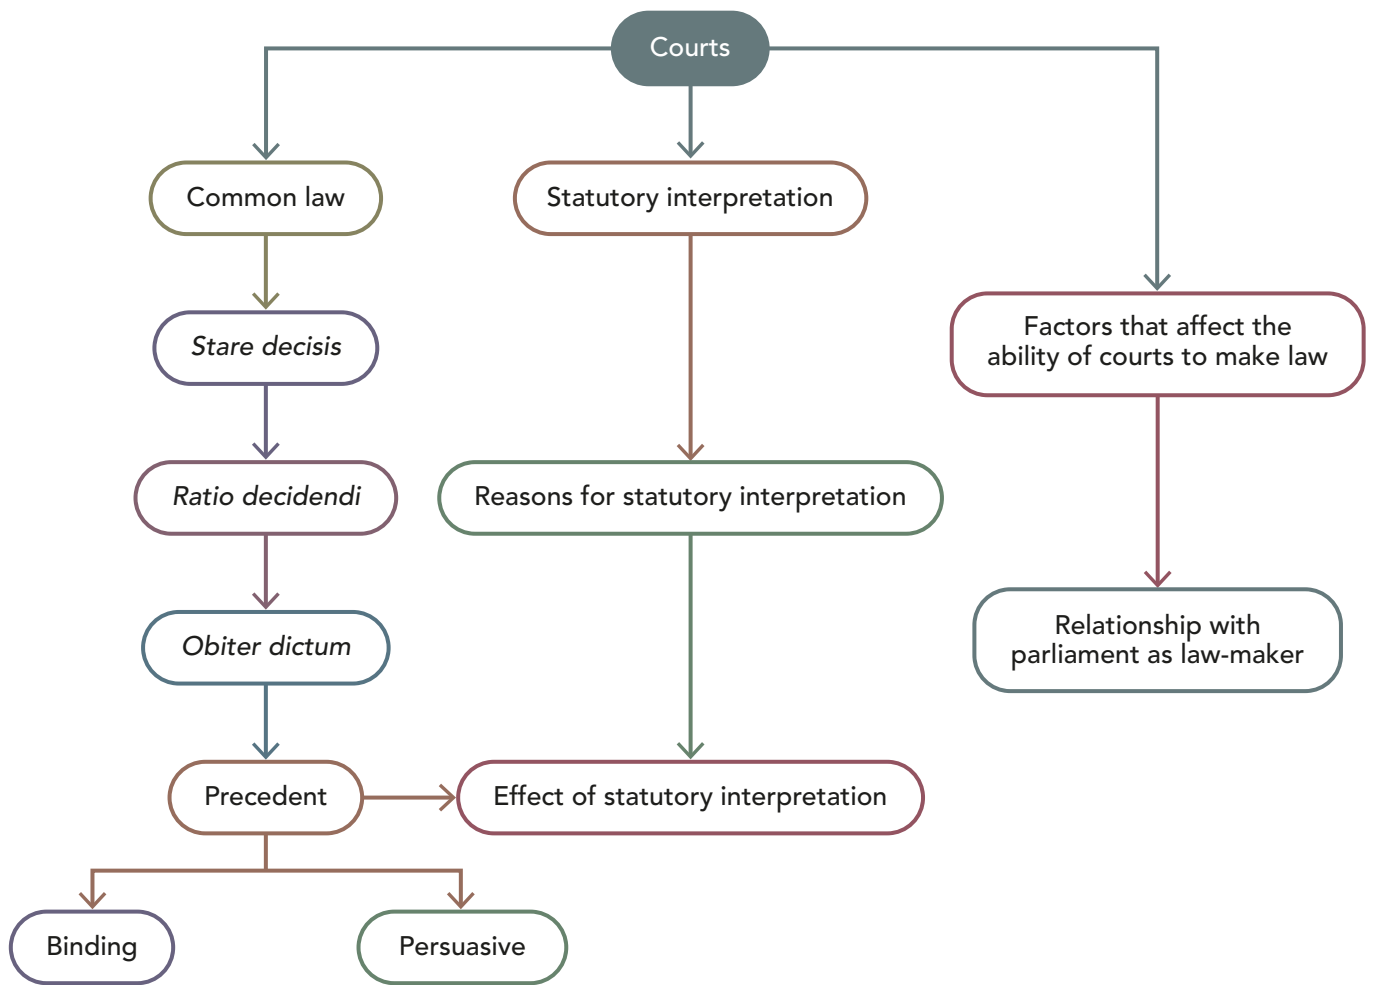 Courts
Common law
Statutory interpretation
Stare decisis
Factors that affect the
ability of courts to make law
Ratio decidendi
Reasons for statutory interpretation
Obiter dictum
Relationship with
parliament as law-maker
Precedent
Effect of statutory interpretation
Binding
Persuasive